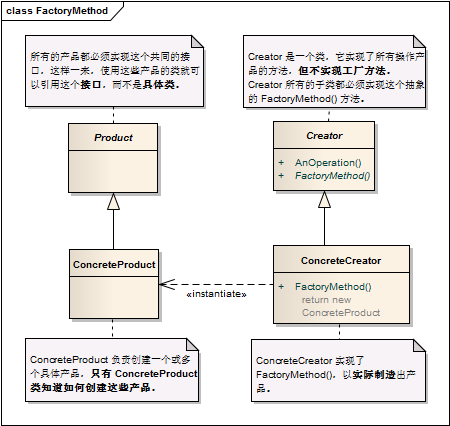 class FactoryMethod
所有的产品都必须实现这个共同的接
口，这样一来，使用这些产品的类就可
以引用这个接口，而不是具体类。
Creator 是一个类，它实现了所有操作产
品的方法，但不实现工厂方法。
Creator 所有的子类都必须实现这个抽象
的 FactoryMethod() 方法。
Product
Creator
+ AnOperation()
+ FactoryMethod()
ConcreteProduct
«instantiate»
ConcreteCreator
+ FactoryMethod()
return new
ConcreteProduct
ConcreteProduct 负责创建一个或多
个具体产品，只有 ConcreteProduct
类知道如何创建这些产品。
ConcreteCreator 实现了
FactoryMethod()，以实际制造出产
品。